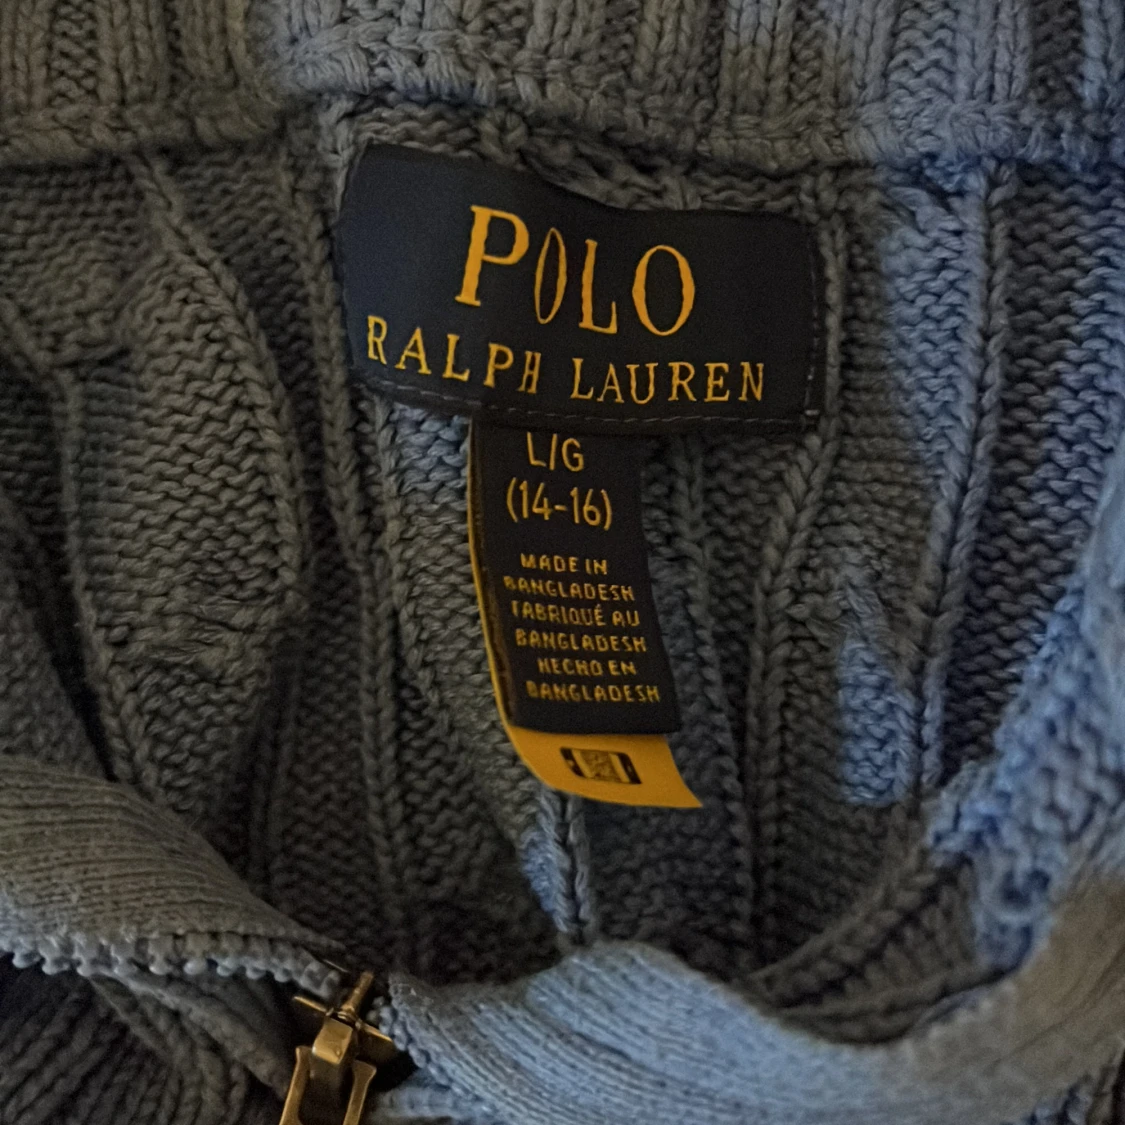 POLO
RALPH LAUREN
L/G
(14-16)
MADE IN
BANGLADESH
FABRIQUÉ AU
BANGLADESH
HECHO EN
BANGLADESH